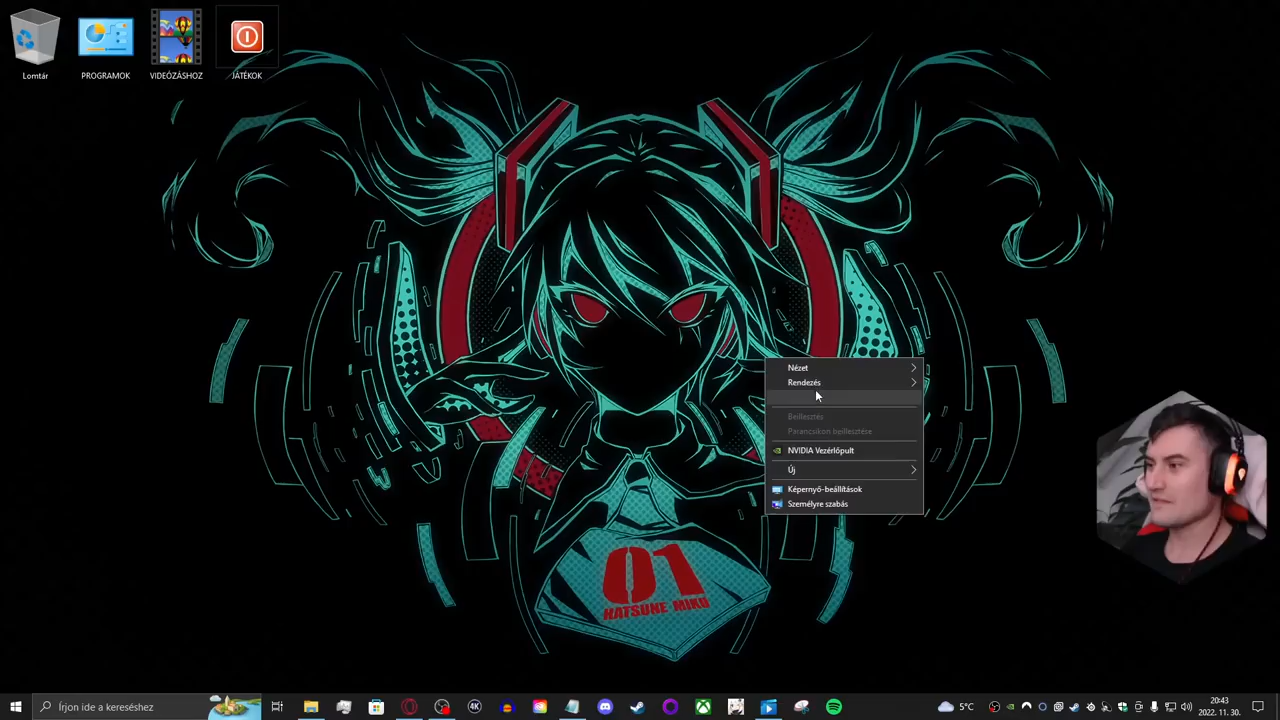 Lomtár
PROGRAMOK
VIDEÓZÁSHOZ
JÁTÉKOK
Nézet
Rendezés
Beillesztés
Parancsikon beillesztése
NVIDIA Vezérlőpult
Új
Képernyő-beállítások
Személyre szabás
01
HATSUNE MIKU
Írjon ide a kereséshez
4K
5°C
20:43
2022. 11. 30.